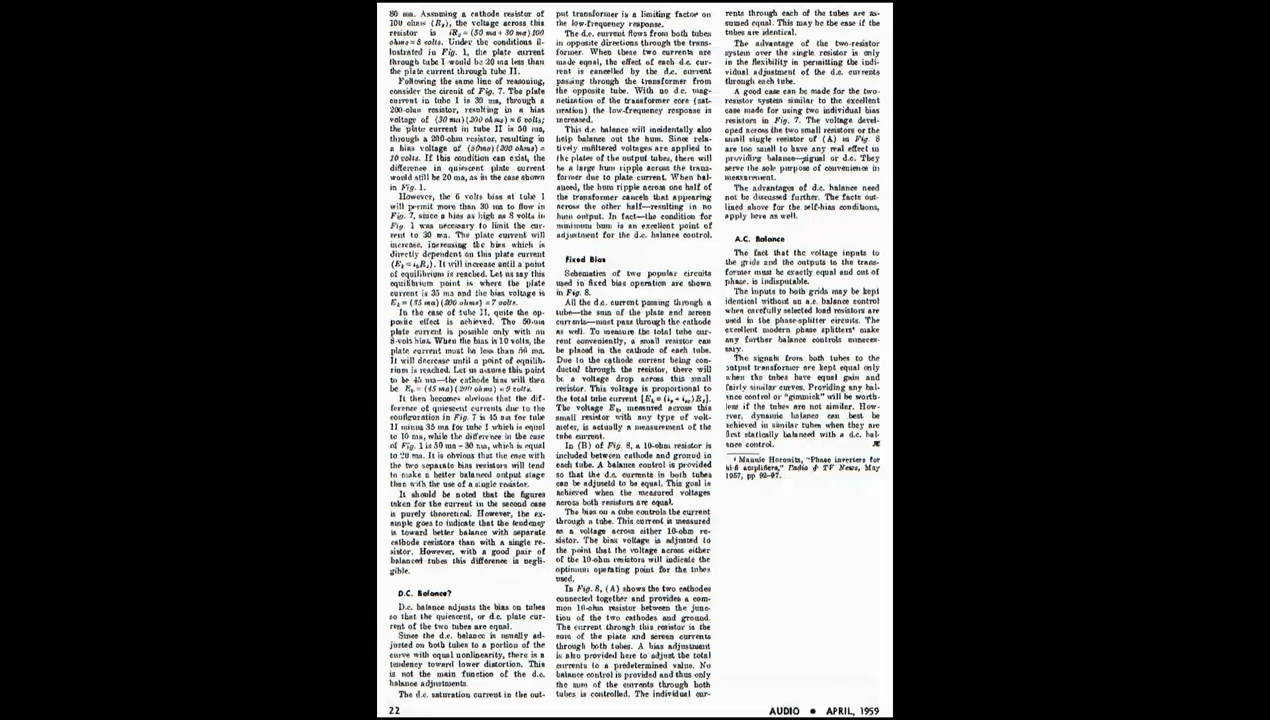 80 ma. Assuming a cathode resistor of
100 ohms (Rk), the voltage across this
resistor is iRk = (50 ma + 30 ma) 100
ohms = 8 volts. Under the conditions il-
lustrated in Fig. 1, the plate current
through tube I would be 20 ma less than
the plate current through tube II.
Following the same line of reasoning,
consider the circuit of Fig. 7. The plate
current in tube I is 30 ma, through a
200-ohm resistor, resulting in a bias
voltage of (30 ma)(200 ohms) = 6 volts;
the plate current in tube II is 50 ma,
through a 200-ohm resistor, resulting in
a bias voltage of (50ma)(200 ohms) =
10 volts. If this condition can exist, the
difference in quiescent plate current
would still be 20 ma, as in the case shown
in Fig. 1.
However, the 6 volts bias at tube I
will permit more than 30 ma to flow in
Fig. 7, since a bias as high as 8 volts in
Fig. 1 was necessary to limit the cur-
rent to 30 ma. The plate current will
increase, increasing the bias which is
directly dependent on this plate current
It will increase until a point
of equilibrium is reached. Let us say this
equilibrium point is where the plate
current is 35 ma and the bias voltage is
Ek = (35 ma)(200 ohms) = 7 volts.
In the case of tube II, quite the op-
posite effect is achieved. The 50-ma
plate current is possible only with an
8-volt bias. When the bias is 10 volts, the
plate current must be less than 50 ma.
It will decrease until a point of equilib-
rium is reached. Let us assume this point
to be 45 ma—the cathode bias will then
be Ek = (45 ma)(200 ohms) = 9 volts.
It then becomes obvious that the dif-
ference of quiescent currents due to the
configuration in Fig. 7 is 45 ma for tube
II minus 35 ma for tube I which is equal
to 10 ma, while the difference in the case
of Fig. 1 is 50 ma – 30 ma, which is equal
to 20 ma. It is obvious that the case with
the two separate bias resistors will tend
to make a better balanced output stage
than with the use of a single resistor.
It should be noted that the figures
taken for the current in the second case
is purely theoretical. However, the ex-
ample goes to indicate that the tendency
is toward better balance with separate
cathode resistors than with a single re-
sistor. However, with a good pair of
balanced tubes this difference is negli-
gible.
D.C. Balance?
D.c. balance adjusts the bias on tubes
so that the quiescent, or d.c. plate cur-
rent of the two tubes are equal.
Since the d.c. balance is usually ad-
justed on both tubes to a portion of the
curve with equal nonlinearity, there is a
tendency toward lower distortion. This
is not the main function of the d.c.
balance adjustments.
The d.c. saturation current in the out-
put transformer is a limiting factor on
the low-frequency response.
The d.c. current flows from both tubes
in opposite directions through the trans-
former. When these two currents are
made equal, the effect of each d.c. cur-
rent is cancelled by the d.c. current
passing through the transformer from
the opposite tube. With no d.c. mag-
netization of the transformer core (sat-
uration) the low-frequency response is
increased.
This d.c. balance will incidentally also
help balance out the hum. Since rela-
tively unfiltered voltages are applied to
the plates of the output tubes, there will
be a large hum ripple across the trans-
former due to plate current. When bal-
anced, the hum ripple across one half of
the transformer cancels that appearing
across the other half—resulting in no
hum output. In fact—the condition for
minimum hum is an excellent point of
adjustment for the d.c. balance control.
Fixed Bias
Schematics of two popular circuits
used in fixed bias operation are shown
in Fig. 8.
All the d.c. current passing through a
tube—the sum of the plate and screen
currents—must pass through the cathode
as well. To measure the total tube cur-
rent conveniently, a small resistor can
be placed in the cathode of each tube.
Due to the cathode current being con-
ducted through the resistor, there will
be a voltage drop across this small
resistor. This voltage is proportional to
the total tube current [Ek = (ip + isc) Rk].
The voltage Ek, measured across this
small resistor with any type of volt-
meter, is actually a measurement of the
tube current.
In (B) of Fig. 8, a 10-ohm resistor is
included between cathode and ground in
each tube. A balance control is provided
so that the d.c. currents in both tubes
can be adjusted to be equal. This goal is
achieved when the measured voltages
across both resistors are equal.
The bias on a tube controls the current
through a tube. This current is measured
as a voltage across either 10-ohm re-
sistor. The bias voltage is adjusted to
the point that the voltage across either
of the 10-ohm resistors will indicate the
optimum operating point for the tubes
used.
In Fig. 8, (A) shows the two cathodes
connected together and provides a com-
mon 10-ohm resistor between the junc-
tion of the two cathodes and ground.
The current through this resistor is the
sum of the plate and screen currents
through both tubes. A bias adjustment
is also provided here to adjust the total
currents to a predetermined value. No
balance control is provided and thus only
the sum of the currents through both
tubes is controlled. The individual cur-
rents through each of the tubes are as-
sumed equal. This may be the case if the
tubes are identical.
The advantage of the two-resistor
system over the single resistor is only
in the flexibility in permitting the indi-
vidual adjustment of the d.c. currents
through each tube.
A good case can be made for the two-
resistor system similar to the excellent
case made for using two individual bias
resistors in Fig. 7. The voltage devel-
oped across the two small resistors or the
small single resistor of (A) in Fig. 8
are too small to have any real effect in
providing balance—signal or d.c. They
serve the sole purpose of convenience in
measurement.
The advantages of d.c. balance need
not be discussed further. The facts out-
lined above for the self-bias conditions,
apply here as well.
A.C. Balance
The fact that the voltage inputs to
the grids and the outputs to the trans-
former must be exactly equal and out of
phase, is indisputable.
The inputs to both grids may be kept
identical without an a.c. balance control
when carefully selected load resistors are
used in the phase-splitter circuits. The
excellent modern phase splitters⁴ make
any further balance controls unneces-
sary.
The signals from both tubes to the
output transformer are kept equal only
when the tubes have equal gain and
fairly similar curves. Providing any bal-
ance control or "gimmick" will be worth-
less if the tubes are not similar. How-
ever, dynamic balance can best be
achieved in similar tubes when they are
first statically balanced with a d.c. bal-
ance control. Æ
⁴ Mannie Horowitz, "Phase inverters for
hi-fi amplifiers," Radio & TV News, May
1957, pp 92-97.
22
AUDIO • APRIL, 1959